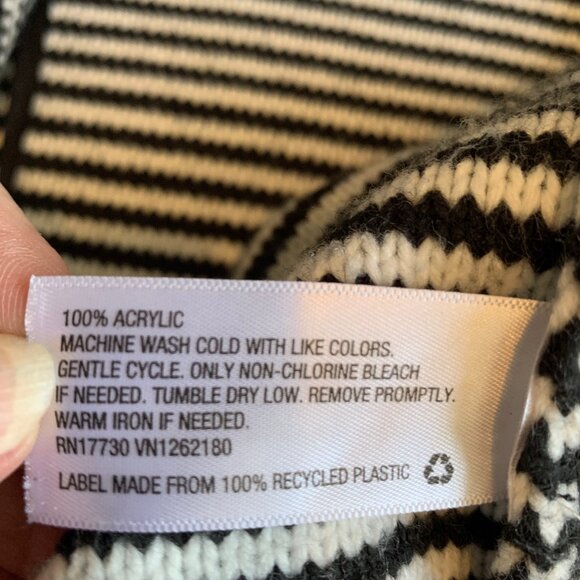 100% ACRYLIC
MACHINE WASH COLD WITH LIKE COLORS.
GENTLE CYCLE. ONLY NON-CHLORINE BLEACH
IF NEEDED. TUMBLE DRY LOW. REMOVE PROMPTLY.
WARM IRON IF NEEDED.
RN17730 VN1262180
LABEL MADE FROM 100% RECYCLED PLASTIC